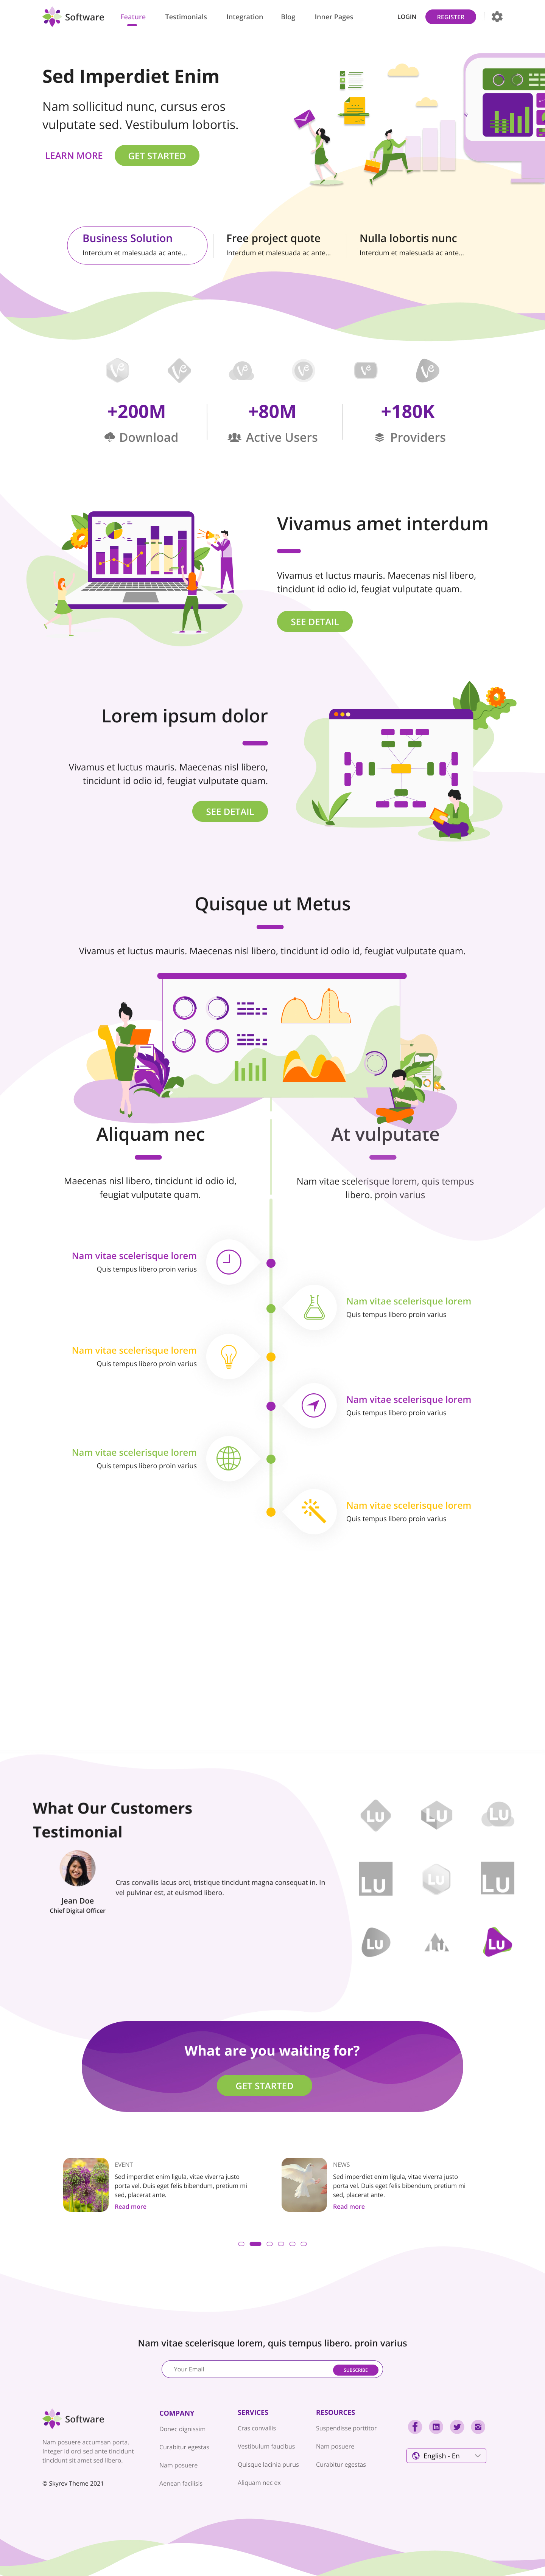 Software
Feature
Testimonials
Integration
Blog
Inner Pages
LOGIN
REGISTER
Sed Imperdiet Enim
Nam sollicitud nunc, cursus eros
vulputate sed. Vestibulum lobortis.
LEARN MORE
GET STARTED
Business Solution
Interdum et malesuada ac ante...
Free project quote
Interdum et malesuada ac ante...
Nulla lobortis nunc
Interdum et malesuada ac ante...
+200M
Download
+80M
Active Users
+180K
Providers
Vivamus amet interdum
Vivamus et luctus mauris. Maecenas nisl libero,
tincidunt id odio id, feugiat vulputate quam.
SEE DETAIL
Lorem ipsum dolor
Vivamus et luctus mauris. Maecenas nisl libero,
tincidunt id odio id, feugiat vulputate quam.
SEE DETAIL
Quisque ut Metus
Vivamus et luctus mauris. Maecenas nisl libero, tincidunt id odio id, feugiat vulputate quam.
Aliquam nec
Maecenas nisl libero, tincidunt id odio id,
feugiat vulputate quam.
At vulputate
Nam vitae scelerisque lorem, quis tempus
libero. proin varius
Nam vitae scelerisque lorem
Quis tempus libero proin varius
Nam vitae scelerisque lorem
Quis tempus libero proin varius
Nam vitae scelerisque lorem
Quis tempus libero proin varius
Nam vitae scelerisque lorem
Quis tempus libero proin varius
Nam vitae scelerisque lorem
Quis tempus libero proin varius
Nam vitae scelerisque lorem
Quis tempus libero proin varius
What Our Customers
Testimonial
Jean Doe
Chief Digital Officer
Cras convallis lacus orci, tristique tincidunt magna consequat in. In
vel pulvinar est, at euismod libero.
Lu
Lu
Lu
Lu
Lu
Lu
Lu
Lu
Lu
What are you waiting for?
GET STARTED
EVENT
Sed imperdiet enim ligula, vitae viverra justo
porta vel. Duis eget felis bibendum, pretium mi
sed, placerat ante.
Read more
NEWS
Sed imperdiet enim ligula, vitae viverra justo
porta vel. Duis eget felis bibendum, pretium mi
sed, placerat ante.
Read more
Nam vitae scelerisque lorem, quis tempus libero. proin varius
Your Email
SUBSCRIBE
Software
Nam posuere accumsan porta.
Integer id orci sed ante tincidunt
tincidunt sit amet sed libero.
© Skyrev Theme 2021
COMPANY
Donec dignissim
Curabitur egestas
Nam posuere
Aenean facilisis
SERVICES
Cras convallis
Vestibulum faucibus
Quisque lacinia purus
Aliquam nec ex
RESOURCES
Suspendisse porttitor
Nam posuere
Curabitur egestas
English - En